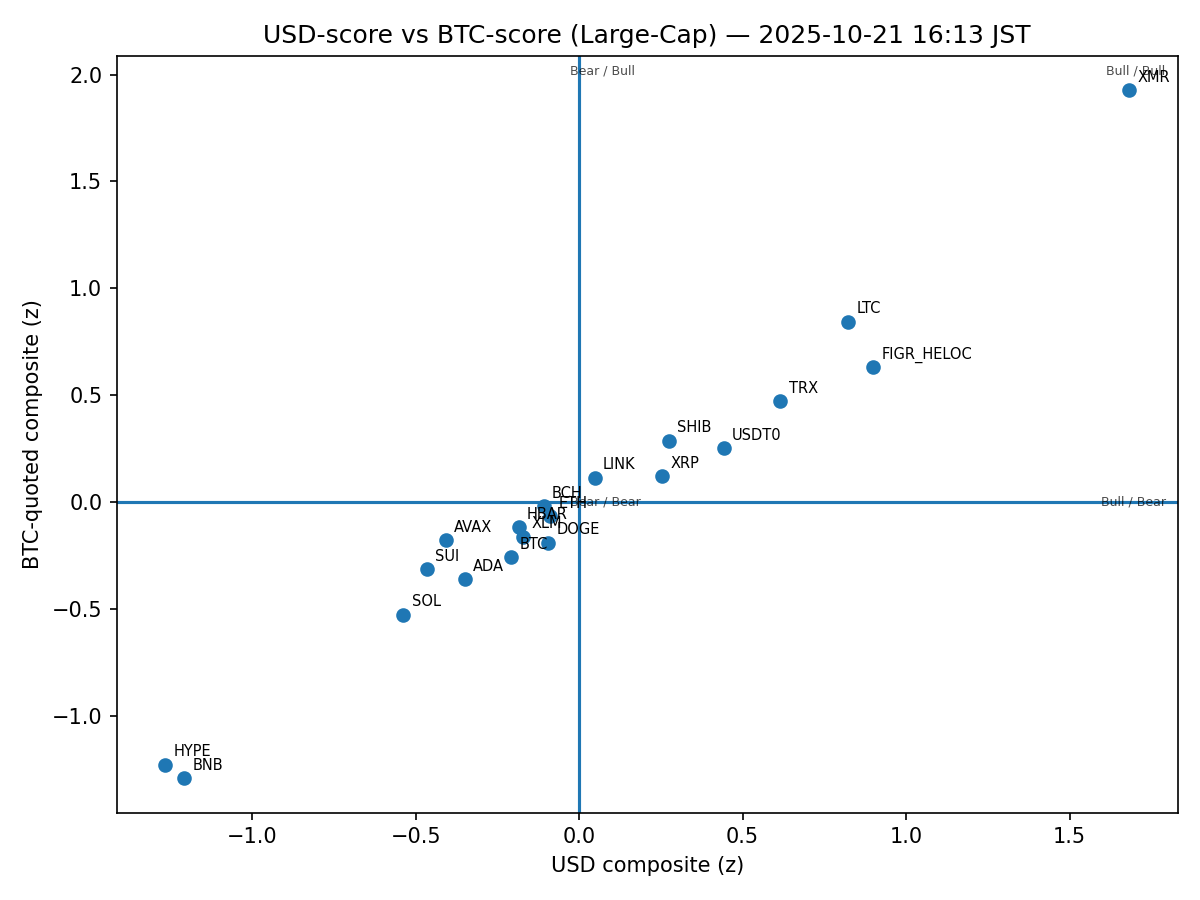 USD-score vs BTC-score (Large-Cap) — 2025-10-21 16:13 JST
Bear / Bull
Bull / Bull
XMR
LTC
FIGR_HELOC
TRX
SHIB
USDT0
LINK
XRP
BCH
ETH
Bear / Bear
Bull / Bear
HBAR
XLM
DOGE
AVAX
BTC
SUI
ADA
SOL
HYPE
BNB
2.0
1.5
1.0
0.5
0.0
−0.5
−1.0
BTC-quoted composite (z)
−1.0
−0.5
0.0
0.5
1.0
1.5
USD composite (z)